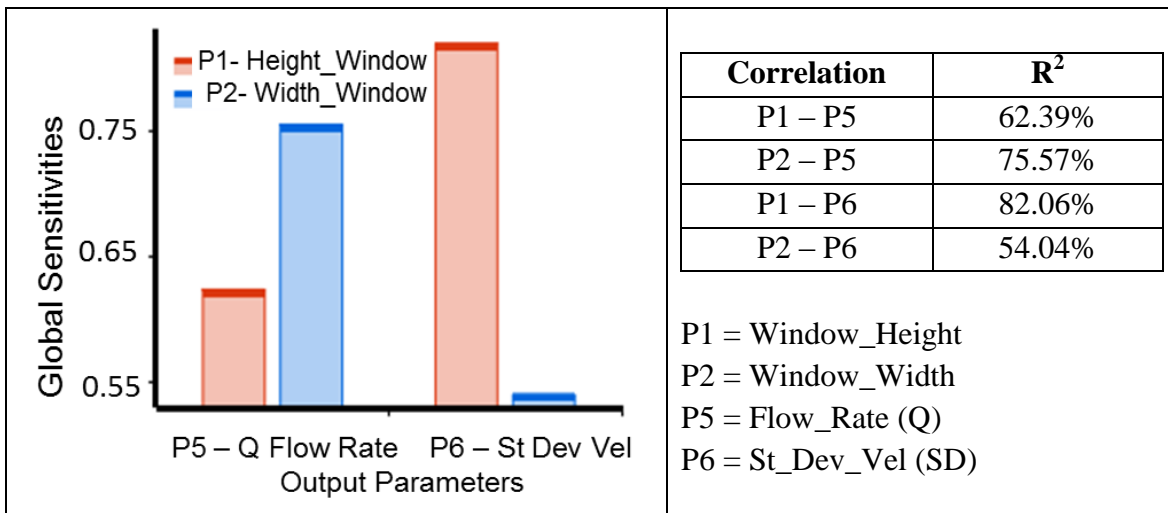 P1- Height_Window
P2- Width_Window
Global Sensitivities
0.75
0.65
0.55
P5 – Q Flow Rate P6 – St Dev Vel
Output Parameters
Correlation R²
P1 – P5 62.39%
P2 – P5 75.57%
P1 – P6 82.06%
P2 – P6 54.04%
P1 = Window_Height
P2 = Window_Width
P5 = Flow_Rate (Q)
P6 = St_Dev_Vel (SD)